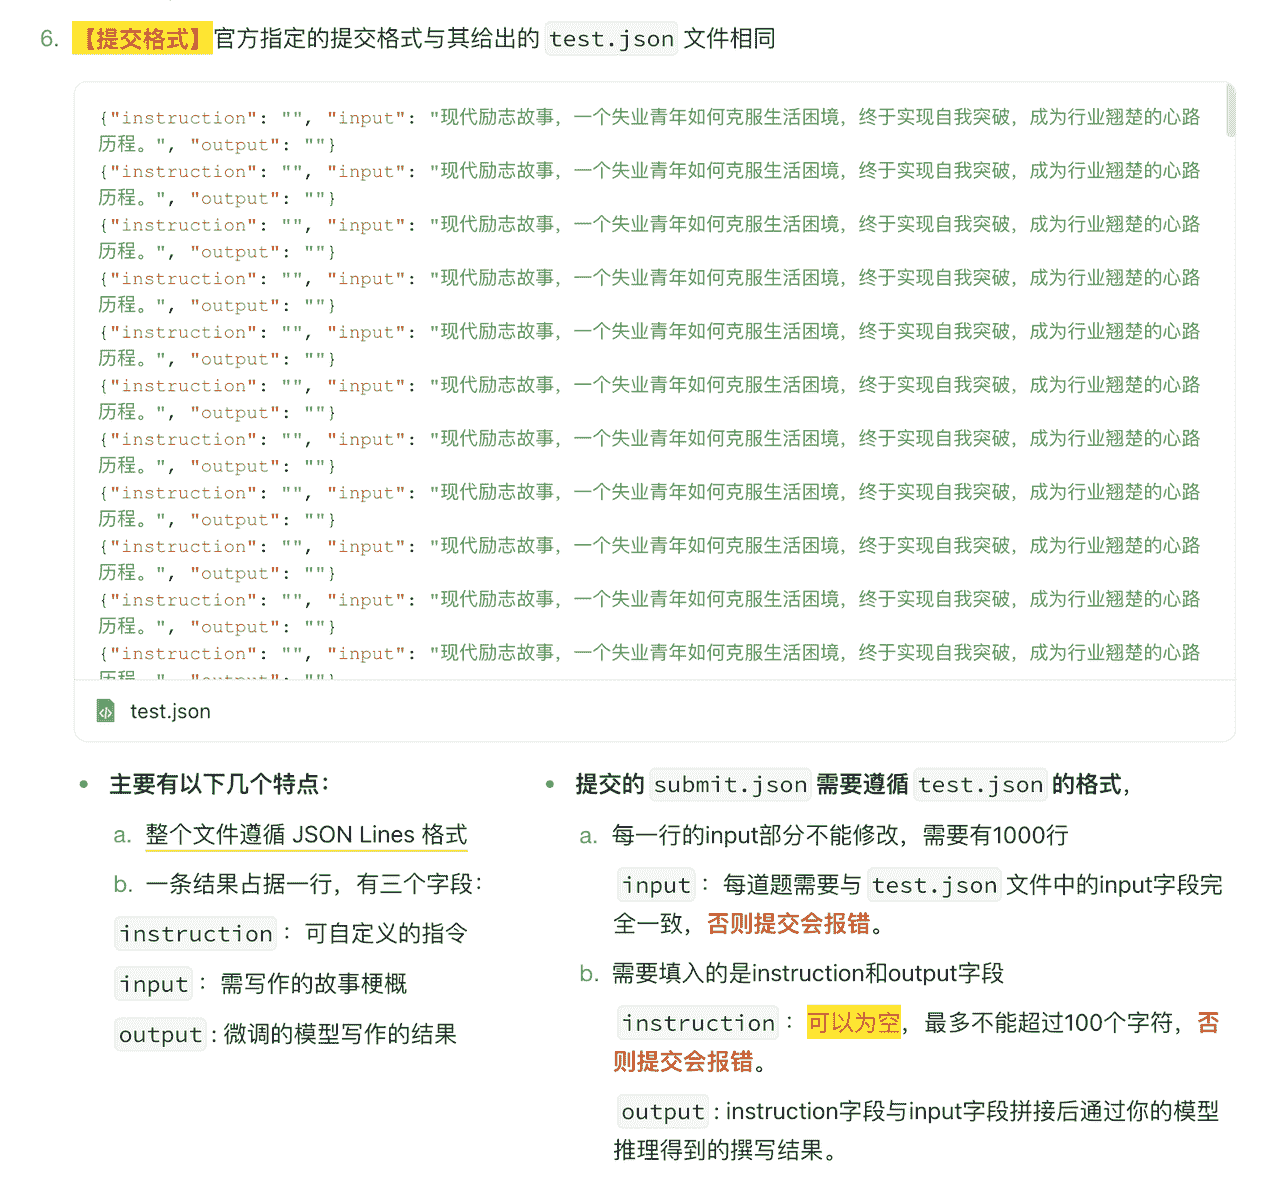 6. 【提交格式】官方指定的提交格式与其给出的 test.json 文件相同
{"instruction": "", "input": "现代励志故事，一个失业青年如何克服生活困境，终于实现自我突破，成为行业翘楚的心路
历程。", "output": ""}
{"instruction": "", "input": "现代励志故事，一个失业青年如何克服生活困境，终于实现自我突破，成为行业翘楚的心路
历程。", "output": ""}
{"instruction": "", "input": "现代励志故事，一个失业青年如何克服生活困境，终于实现自我突破，成为行业翘楚的心路
历程。", "output": ""}
{"instruction": "", "input": "现代励志故事，一个失业青年如何克服生活困境，终于实现自我突破，成为行业翘楚的心路
历程。", "output": ""}
{"instruction": "", "input": "现代励志故事，一个失业青年如何克服生活困境，终于实现自我突破，成为行业翘楚的心路
历程。", "output": ""}
{"instruction": "", "input": "现代励志故事，一个失业青年如何克服生活困境，终于实现自我突破，成为行业翘楚的心路
历程。", "output": ""}
{"instruction": "", "input": "现代励志故事，一个失业青年如何克服生活困境，终于实现自我突破，成为行业翘楚的心路
历程。", "output": ""}
{"instruction": "", "input": "现代励志故事，一个失业青年如何克服生活困境，终于实现自我突破，成为行业翘楚的心路
历程。", "output": ""}
{"instruction": "", "input": "现代励志故事，一个失业青年如何克服生活困境，终于实现自我突破，成为行业翘楚的心路
历程。", "output": ""}
{"instruction": "", "input": "现代励志故事，一个失业青年如何克服生活困境，终于实现自我突破，成为行业翘楚的心路
历程。", "output": ""}
{"instruction": "", "input": "现代励志故事，一个失业青年如何克服生活困境，终于实现自我突破，成为行业翘楚的心路
历程。", "output": ""}
test.json
• 主要有以下几个特点：
a. 整个文件遵循 JSON Lines 格式
b. 一条结果占据一行，有三个字段：
instruction：可自定义的指令
input：需写作的故事梗概
output : 微调的模型写作的结果
• 提交的 submit.json 需要遵循 test.json 的格式，
a. 每一行的input部分不能修改，需要有1000行
input：每道题需要与 test.json 文件中的input字段完
全一致，否则提交会报错。
b. 需要填入的是instruction和output字段
instruction：可以为空，最多不能超过100个字符，否
则提交会报错。
output : instruction字段与input字段拼接后通过你的模型
推理得到的撰写结果。